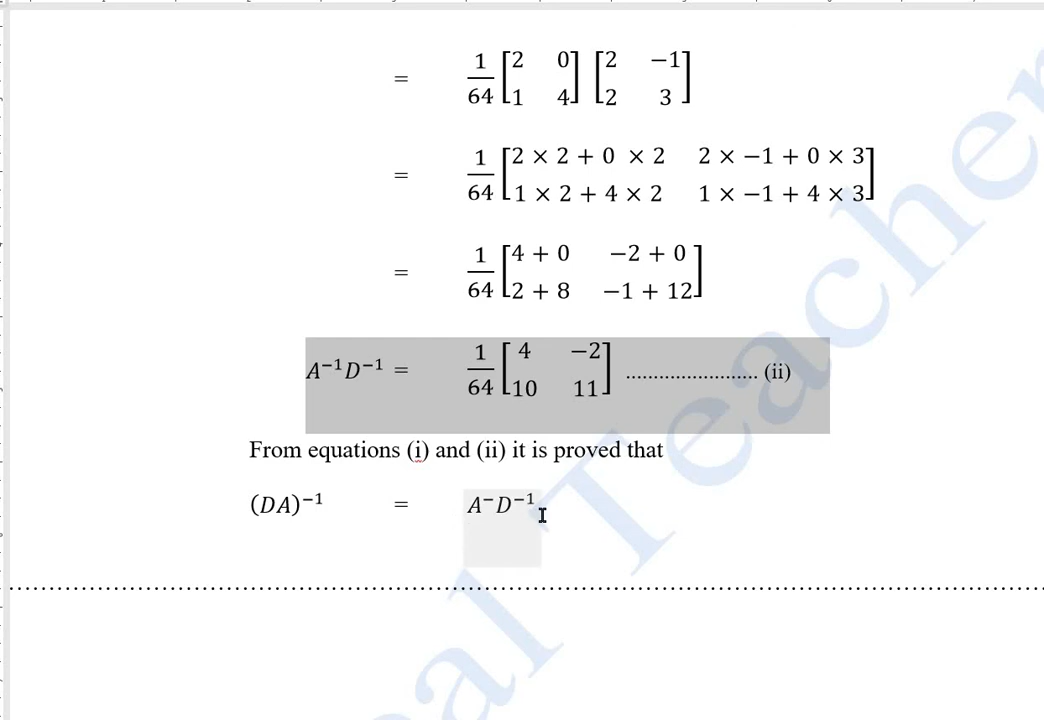 = 1/64 [2 0; 1 4] [2 −1; 2 3]
= 1/64 [2 × 2 + 0 × 2 2 × −1 + 0 × 3; 1 × 2 + 4 × 2 1 × −1 + 4 × 3]
= 1/64 [4 + 0 −2 + 0; 2 + 8 −1 + 12]
A⁻¹D⁻¹ = 1/64 [4 −2; 10 11] ........................ (ii)
From equations (i) and (ii) it is proved that
(DA)⁻¹ = A⁻D⁻¹
al Teacher